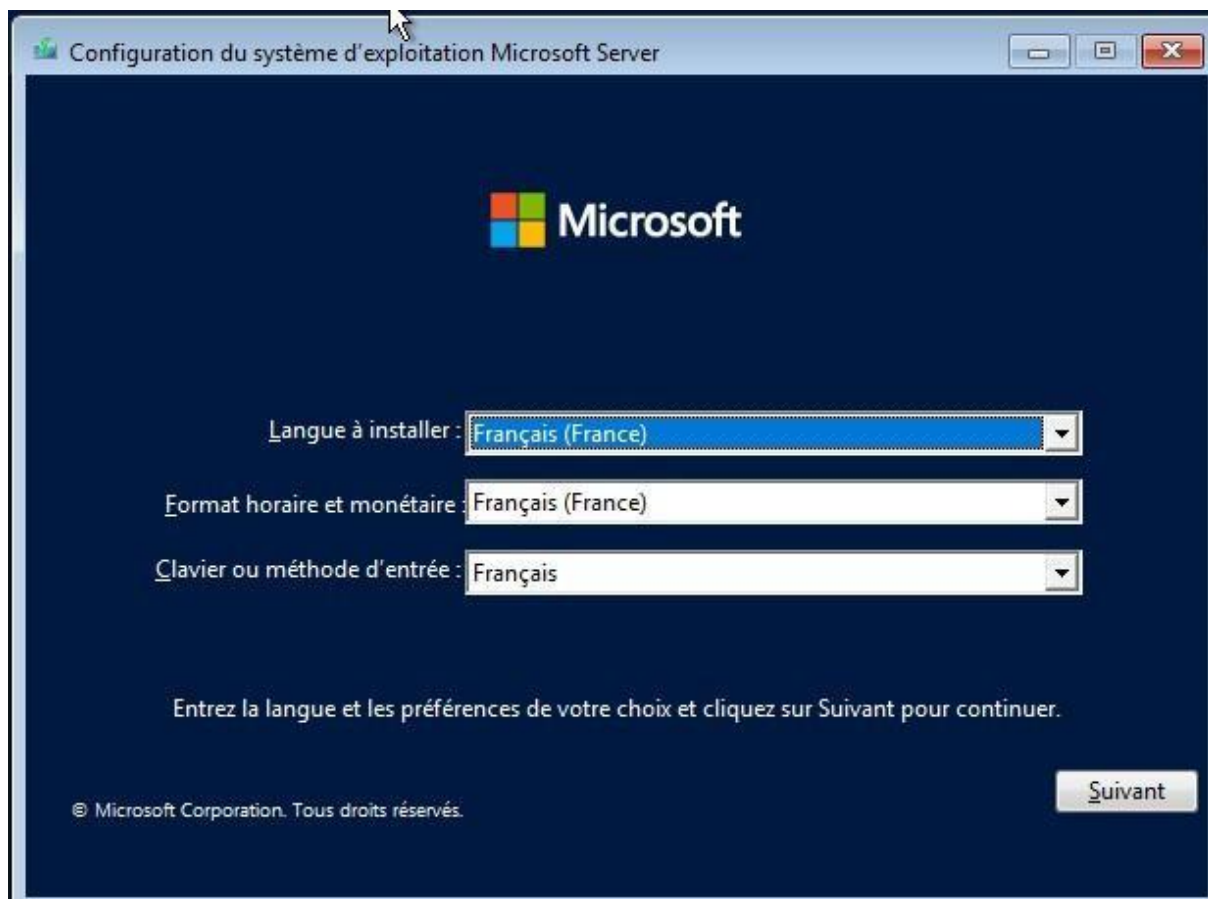 Configuration du système d'exploitation Microsoft Server
Microsoft
Langue à installer : Français (France)
Format horaire et monétaire : Français (France)
Clavier ou méthode d'entrée : Français
Entrez la langue et les préférences de votre choix et cliquez sur Suivant pour continuer.
Suivant
© Microsoft Corporation. Tous droits réservés.